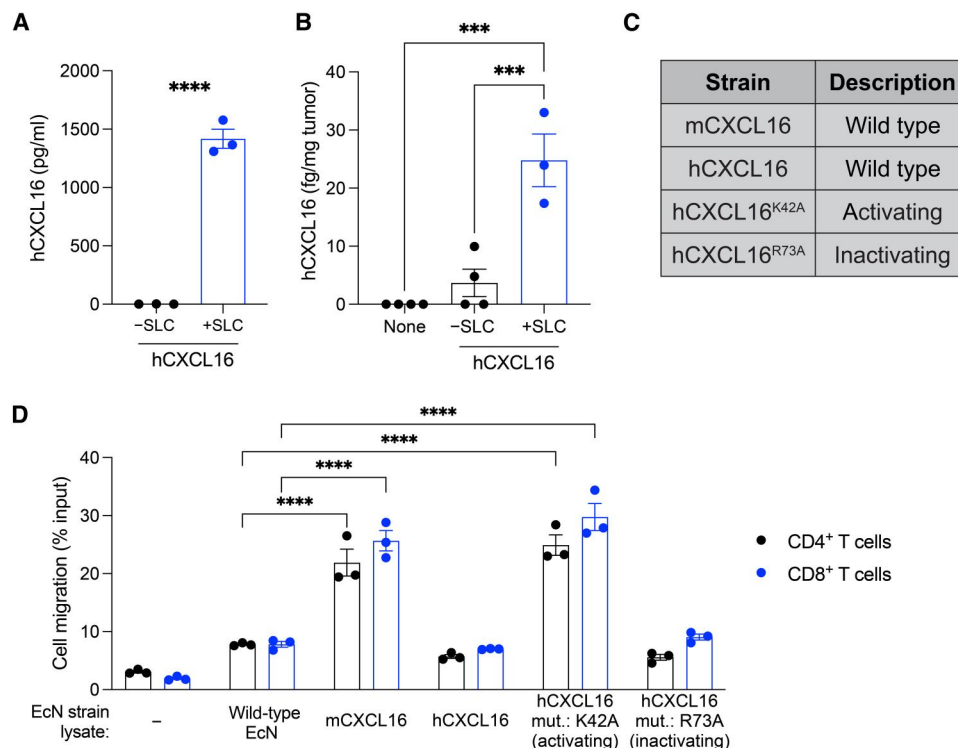 A
hCXCL16 (pg/ml)
2000
1500
1000
500
0
****
−SLC +SLC
hCXCL16
B
hCXCL16 (fg/mg tumor)
40
30
20
10
0
***
***
None −SLC +SLC
hCXCL16
C
Strain Description
mCXCL16 Wild type
hCXCL16 Wild type
hCXCL16K42A Activating
hCXCL16R73A Inactivating
D
Cell migration (% input)
40
30
20
10
0
****
****
****
****
CD4+ T cells
CD8+ T cells
EcN strain
lysate:
–
Wild-type
EcN
mCXCL16
hCXCL16
hCXCL16
mut.: K42A
(activating)
hCXCL16
mut.: R73A
(inactivating)